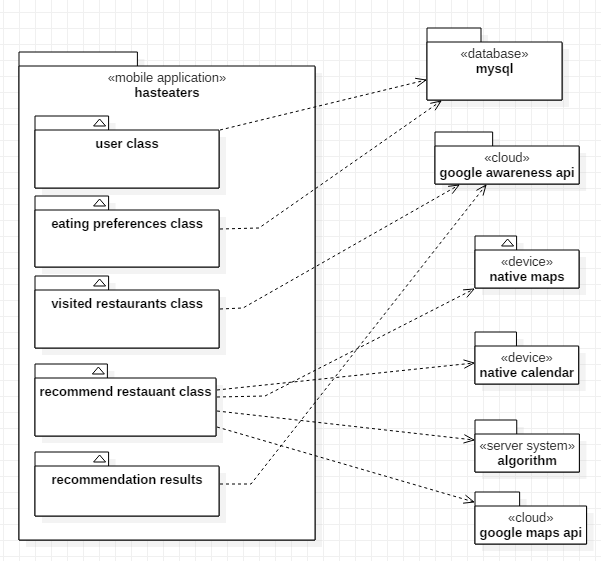 «mobile application»
hasteaters
user class
eating preferences class
visited restaurants class
recommend restauant class
recommendation results
«database»
mysql
«cloud»
google awareness api
«device»
native maps
«device»
native calendar
«server system»
algorithm
«cloud»
google maps api